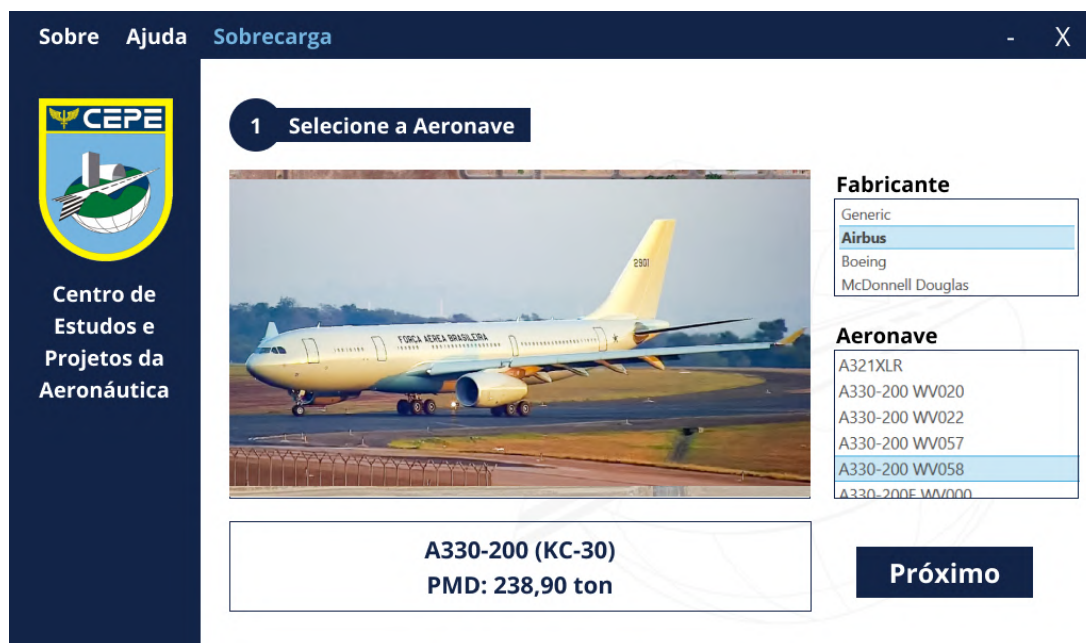 Sobre Ajuda Sobrecarga - X
CEPE
Centro de
Estudos e
Projetos da
Aeronáutica
1 Selecione a Aeronave
2901
FORÇA AÉREA BRASILEIRA
A330-200 (KC-30)
PMD: 238,90 ton
Fabricante
Generic
Airbus
Boeing
McDonnell Douglas
Aeronave
A321XLR
A330-200 WV020
A330-200 WV022
A330-200 WV057
A330-200 WV058
A330-200F WV000
Próximo